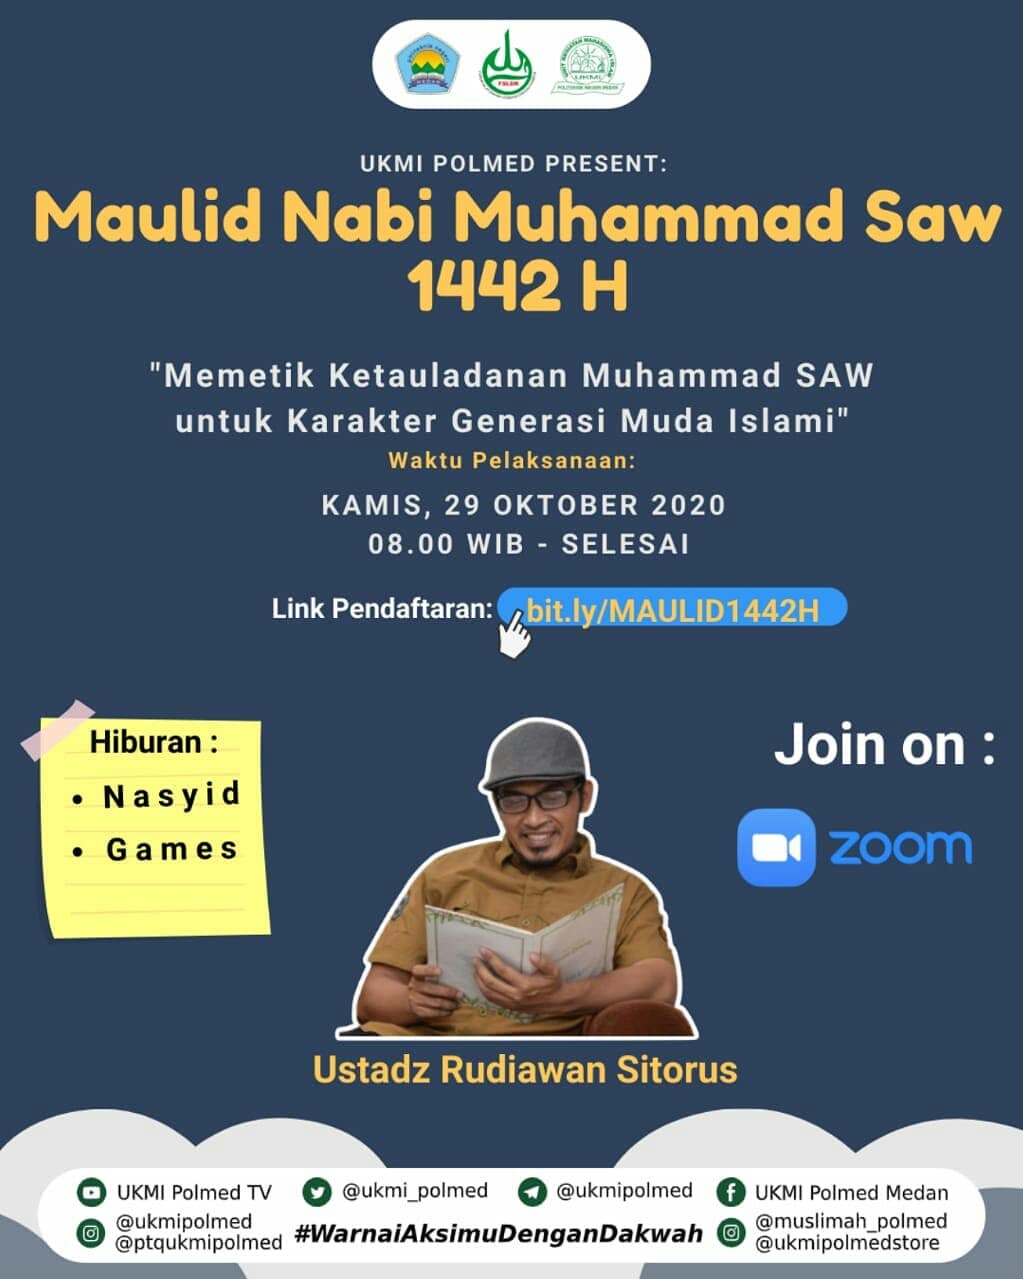 UKMI POLMED PRESENT:
Maulid Nabi Muhammad Saw
1442 H
"Memetik Ketauladanan Muhammad SAW
untuk Karakter Generasi Muda Islami"
Waktu Pelaksanaan:
KAMIS, 29 OKTOBER 2020
08.00 WIB - SELESAI
Link Pendaftaran: bit.ly/MAULID1442H
Hiburan :
• Nasyid
• Games
Join on :
zoom
Ustadz Rudiawan Sitorus
UKMI Polmed TV
@ukmi_polmed
@ukmipolmed
UKMI Polmed Medan
@ukmipolmed
@ptqukmipolmed
#WarnaiAksimuDenganDakwah
@muslimah_polmed
@ukmipolmedstore